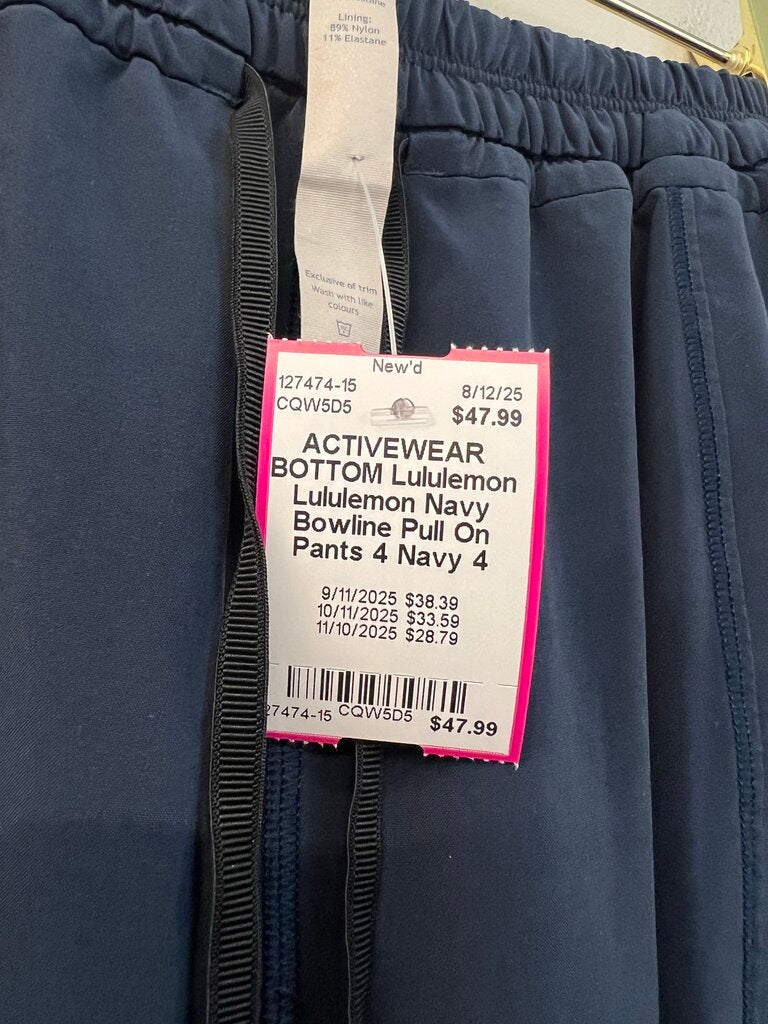 Lining:
89% Nylon
11% Elastane
Exclusive of trim
Wash with like
colours
New'd
127474-15 8/12/25
CQW5D5 $47.99
ACTIVEWEAR
BOTTOM Lululemon
Lululemon Navy
Bowline Pull On
Pants 4 Navy 4
9/11/2025 $38.39
10/11/2025 $33.59
11/10/2025 $28.79
27474-15 CQW5D5 $47.99